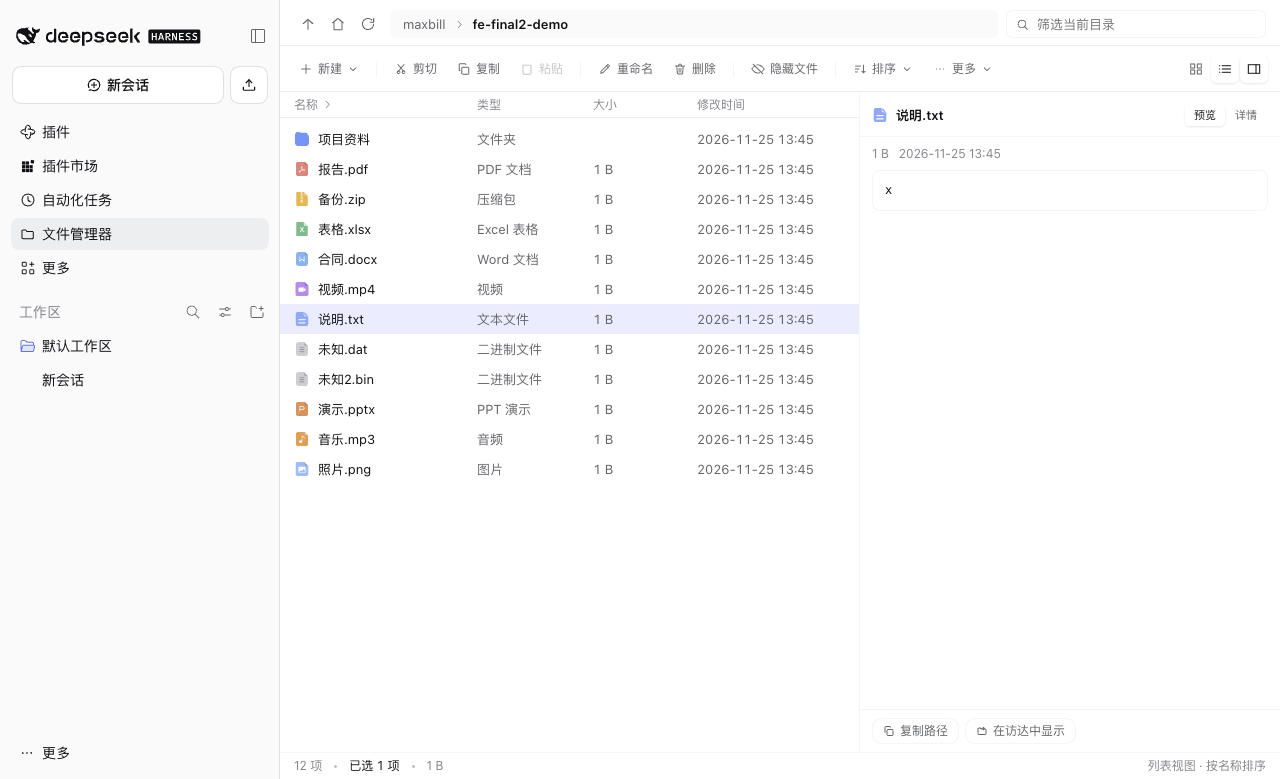 deepseek HARNESS
新会话
插件
插件市场
自动化任务
文件管理器
更多
工作区
默认工作区
新会话
更多
maxbill fe-final2-demo
筛选当前目录
新建 剪切 复制 粘贴 重命名 删除 隐藏文件 排序 更多
名称 类型 大小 修改时间
项目资料 文件夹 2026-11-25 13:45
报告.pdf PDF 文档 1 B 2026-11-25 13:45
备份.zip 压缩包 1 B 2026-11-25 13:45
表格.xlsx Excel 表格 1 B 2026-11-25 13:45
合同.docx Word 文档 1 B 2026-11-25 13:45
视频.mp4 视频 1 B 2026-11-25 13:45
说明.txt 文本文件 1 B 2026-11-25 13:45
未知.dat 二进制文件 1 B 2026-11-25 13:45
未知2.bin 二进制文件 1 B 2026-11-25 13:45
演示.pptx PPT 演示 1 B 2026-11-25 13:45
音乐.mp3 音频 1 B 2026-11-25 13:45
照片.png 图片 1 B 2026-11-25 13:45
说明.txt 预览 详情
1 B 2026-11-25 13:45
x
复制路径 在访达中显示
12 项 • 已选 1 项 • 1 B
列表视图 · 按名称排序